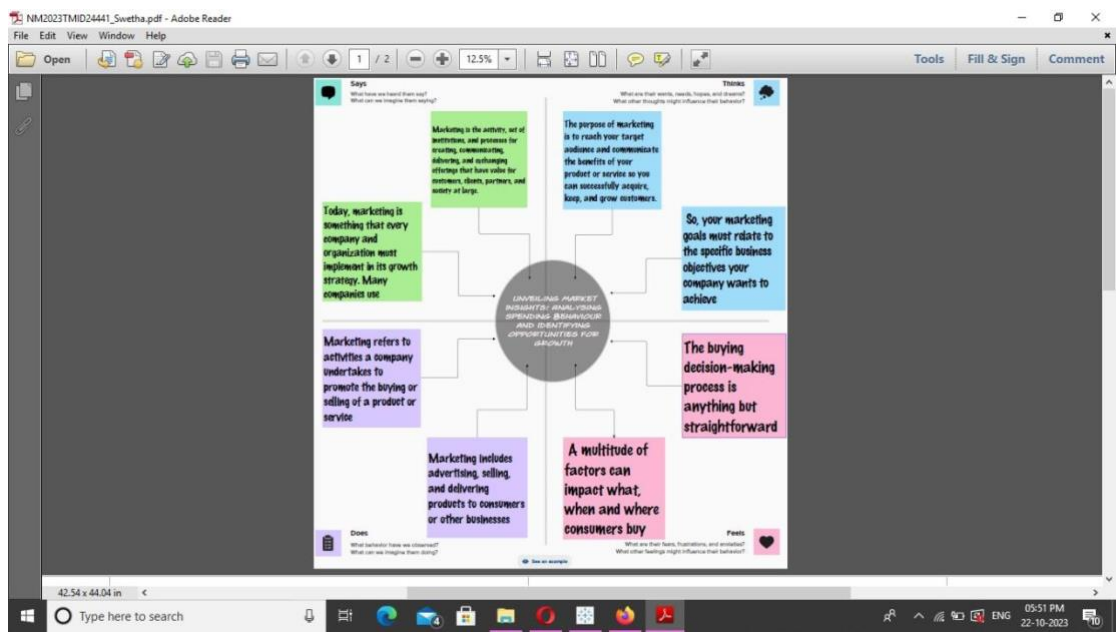 NM2023TMID24441_Swetha.pdf - Adobe Reader
File Edit View Window Help
Open 1 / 2 12.5% Tools Fill & Sign Comment
Says
What have we heard them say?
What can we imagine them saying?
Thinks
What are their wants, needs, hopes, and dreams?
What other thoughts might influence their behavior?
Marketing is the activity, set of
institutions, and processes for
creating, communicating,
delivering, and exchanging
offerings that have value for
customers, clients, partners, and
society at large.
The purpose of marketing
is to reach your target
audience and communicate
the benefits of your
product or service so you
can successfully acquire,
keep, and grow customers.
Today, marketing is
something that every
company and
organization must
implement in its growth
strategy. Many
companies use
So, your marketing
goals must relate to
the specific business
objectives your
company wants to
achieve
UNVEILING MARKET
INSIGHTS: ANALYSING
SPENDING BEHAVIOUR
AND IDENTIFYING
OPPORTUNITIES FOR
GROWTH
Marketing refers to
activities a company
undertakes to
promote the buying or
selling of a product or
service
The buying
decision-making
process is
anything but
straightforward
Marketing includes
advertising, selling,
and delivering
products to consumers
or other businesses
A multitude of
factors can
impact what,
when and where
consumers buy
Does
What behavior have we observed?
What can we imagine them doing?
Feels
What are their fears, frustrations, and anxieties?
What other feelings might influence their behavior?
See an example
42.54 x 44.04 in
Type here to search
4
ENG
05:51 PM
22-10-2023
10